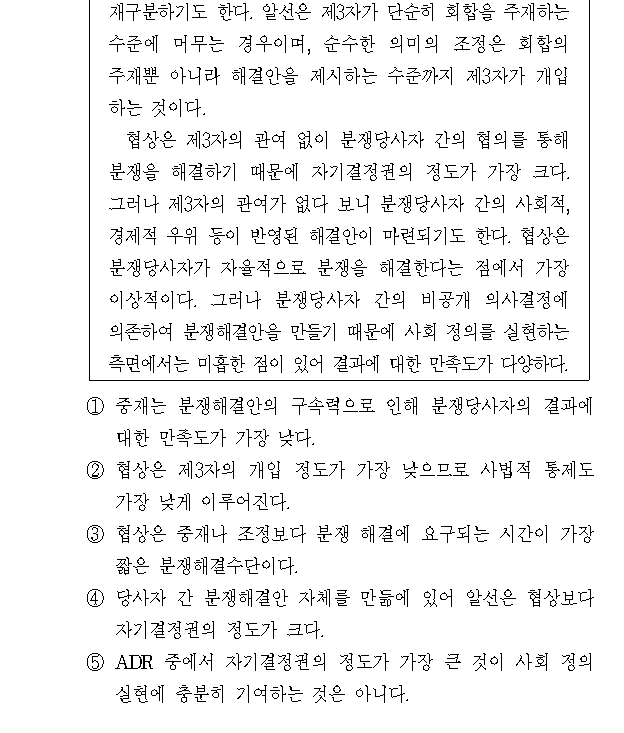 재구분하기도 한다. 알선은 제3자가 단순히 회합을 주재하는
수준에 머무는 경우이며, 순수한 의미의 조정은 회합의
주재뿐 아니라 해결안을 제시하는 수준까지 제3자가 개입
하는 것이다.
협상은 제3자의 관여 없이 분쟁당사자 간의 협의를 통해
분쟁을 해결하기 때문에 자기결정권의 정도가 가장 크다.
그러나 제3자의 관여가 없다 보니 분쟁당사자 간의 사회적,
경제적 우위 등이 반영된 해결안이 마련되기도 한다. 협상은
분쟁당사자가 자율적으로 분쟁을 해결한다는 점에서 가장
이상적이다. 그러나 분쟁당사자 간의 비공개 의사결정에
의존하여 분쟁해결안을 만들기 때문에 사회 정의를 실현하는
측면에서는 미흡한 점이 있어 결과에 대한 만족도가 다양하다.
① 중재는 분쟁해결안의 구속력으로 인해 분쟁당사자의 결과에
대한 만족도가 가장 낮다.
② 협상은 제3자의 개입 정도가 가장 낮으므로 사법적 통제도
가장 낮게 이루어진다.
③ 협상은 중재나 조정보다 분쟁 해결에 요구되는 시간이 가장
짧은 분쟁해결수단이다.
④ 당사자 간 분쟁해결안 자체를 만듦에 있어 알선은 협상보다
자기결정권의 정도가 크다.
⑤ ADR 중에서 자기결정권의 정도가 가장 큰 것이 사회 정의
실현에 충분히 기여하는 것은 아니다.